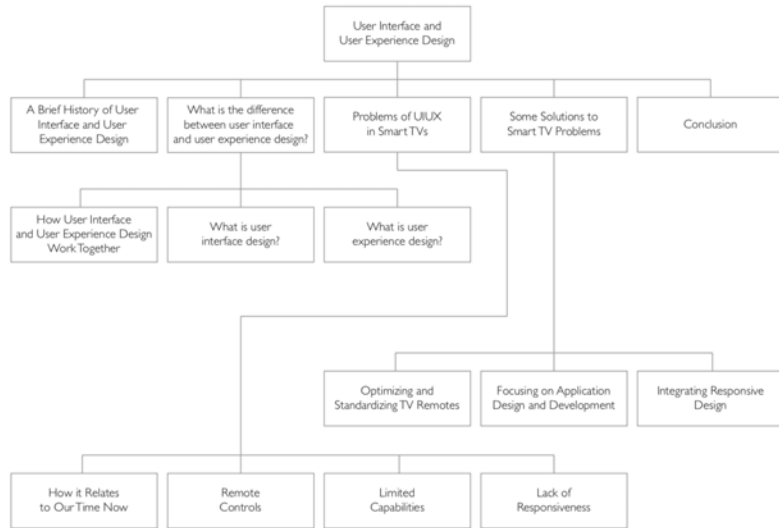 User Interface and
User Experience Design
A Brief History of User
Interface and User
Experience Design
What is the difference
between user interface
and user experience design?
Problems of UIUX
in Smart TVs
Some Solutions to
Smart TV Problems
Conclusion
How User Interface
and User Experience Design
Work Together
What is user
interface design?
What is user
experience design?
Optimizing and
Standardizing TV Remotes
Focusing on Application
Design and Development
Integrating Responsive
Design
How it Relates
to Our Time Now
Remote
Controls
Limited
Capabilities
Lack of
Responsiveness